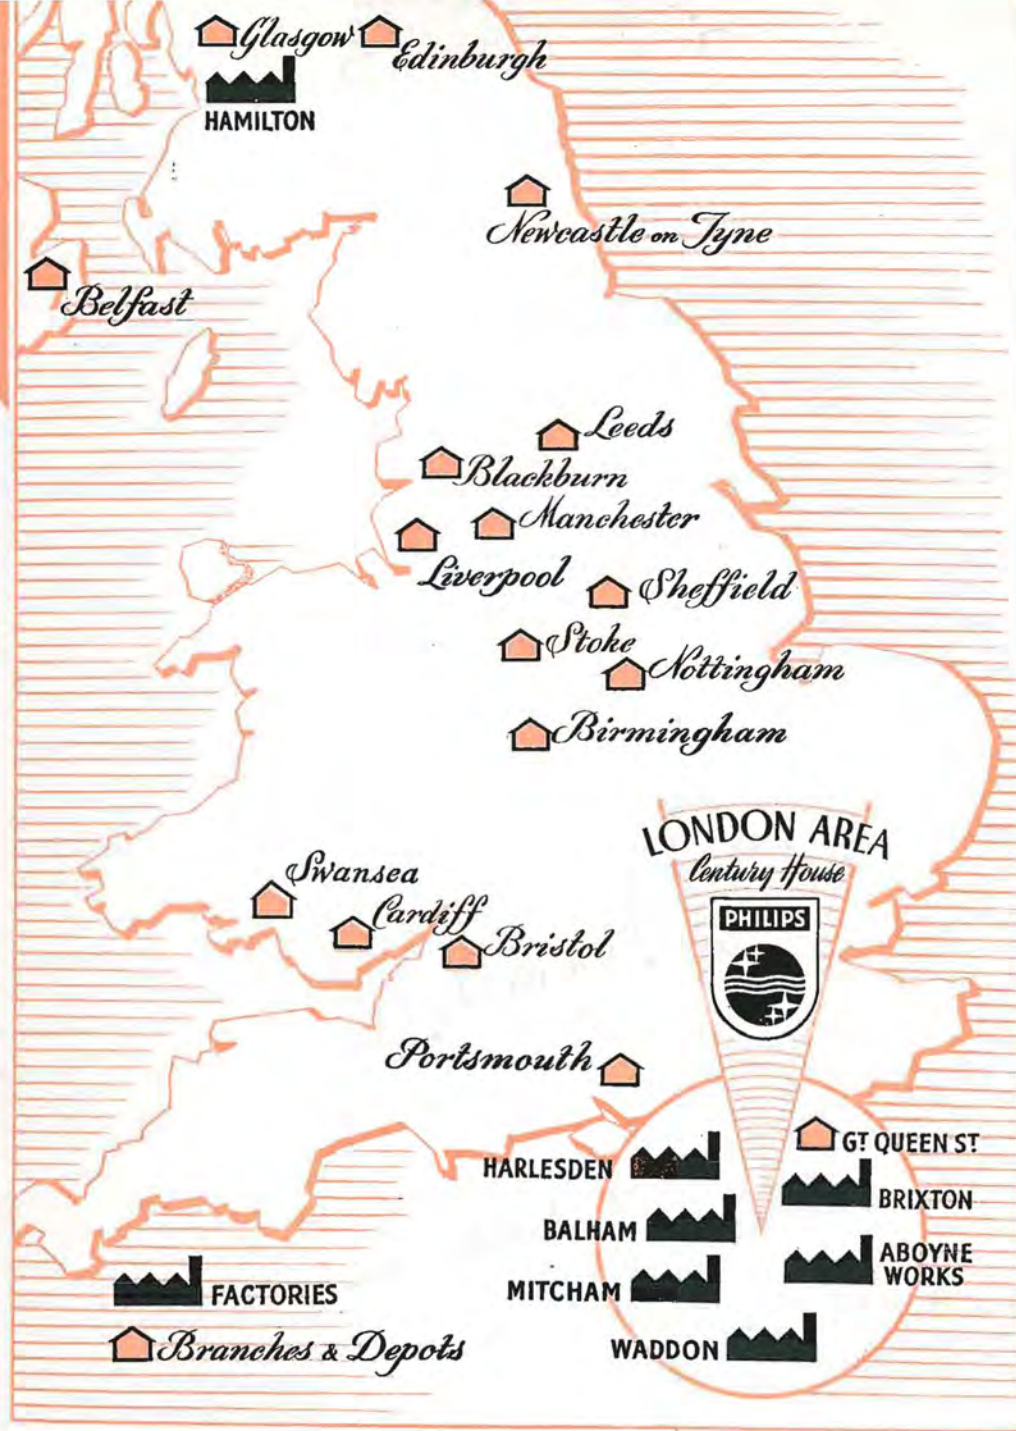 Glasgow
Edinburgh
HAMILTON
Newcastle on Tyne
Belfast
Leeds
Blackburn
Manchester
Liverpool
Sheffield
Stoke
Nottingham
Birmingham
LONDON AREA
Century House
PHILIPS
Swansea
Cardiff
Bristol
Portsmouth
GT. QUEEN ST.
HARLESDEN
BRIXTON
BALHAM
ABOYNE
WORKS
MITCHAM
WADDON
FACTORIES
Branches & Depots